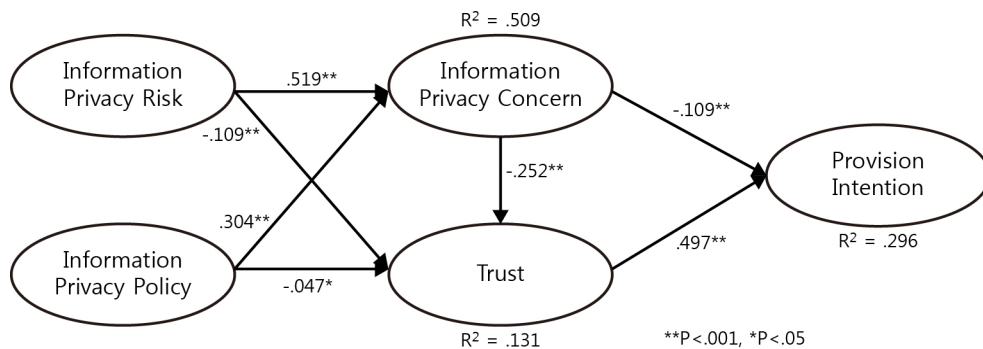 R² = .509
Information
Privacy Risk
.519**
Information
Privacy Concern
-.109**
-.109**
-.252**
Provision
Intention
R² = .296
.304**
.497**
Information
Privacy Policy
-.047*
Trust
R² = .131
**P<.001, *P<.05